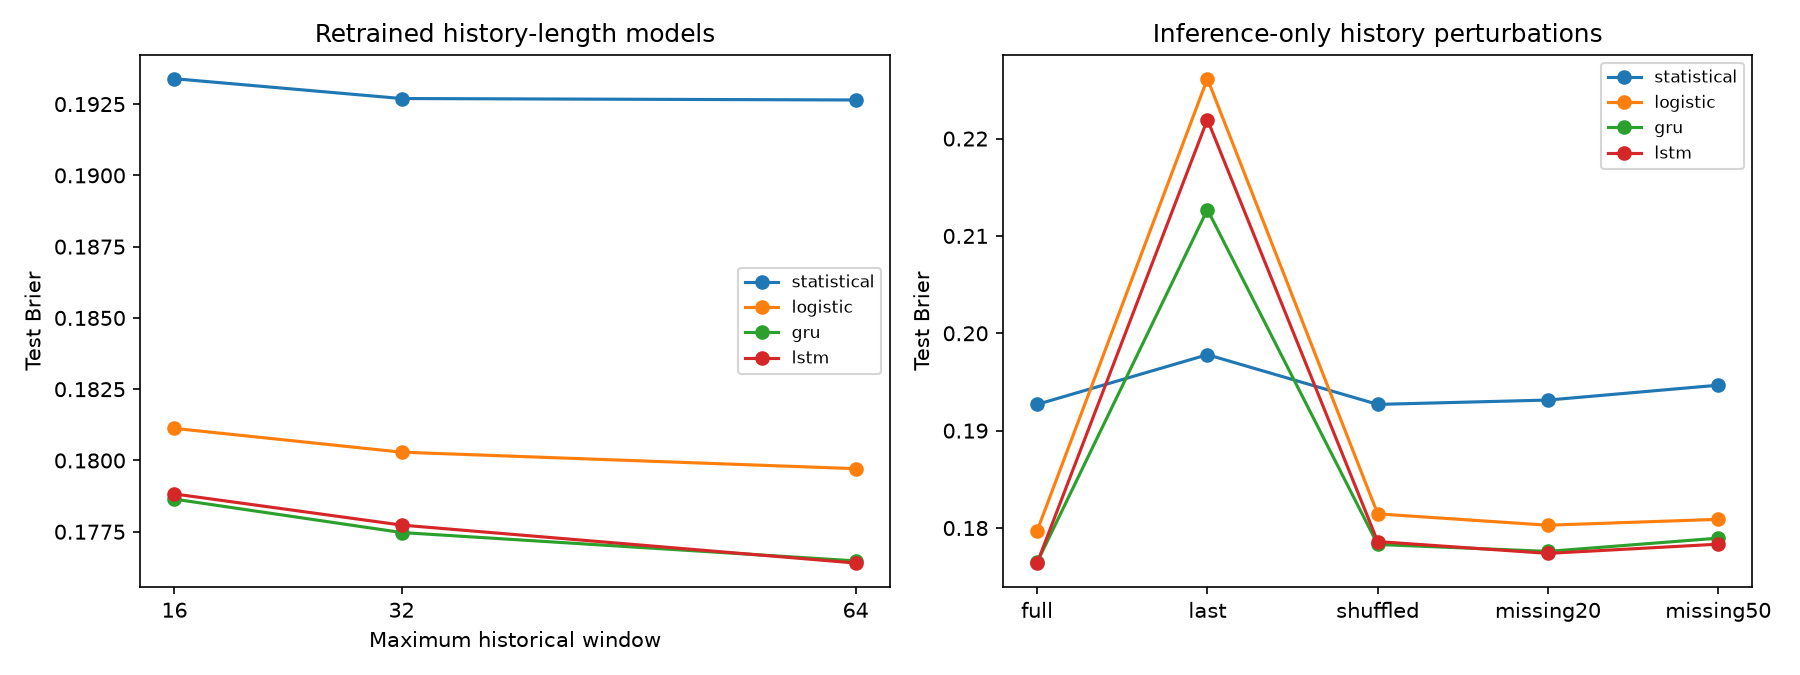 Retrained history-length models
Test Brier
0.1925
0.1900
0.1875
0.1850
0.1825
0.1800
0.1775
statistical
logistic
gru
lstm
16
32
64
Maximum historical window
Inference-only history perturbations
Test Brier
0.22
0.21
0.20
0.19
0.18
statistical
logistic
gru
lstm
full
last
shuffled
missing20
missing50